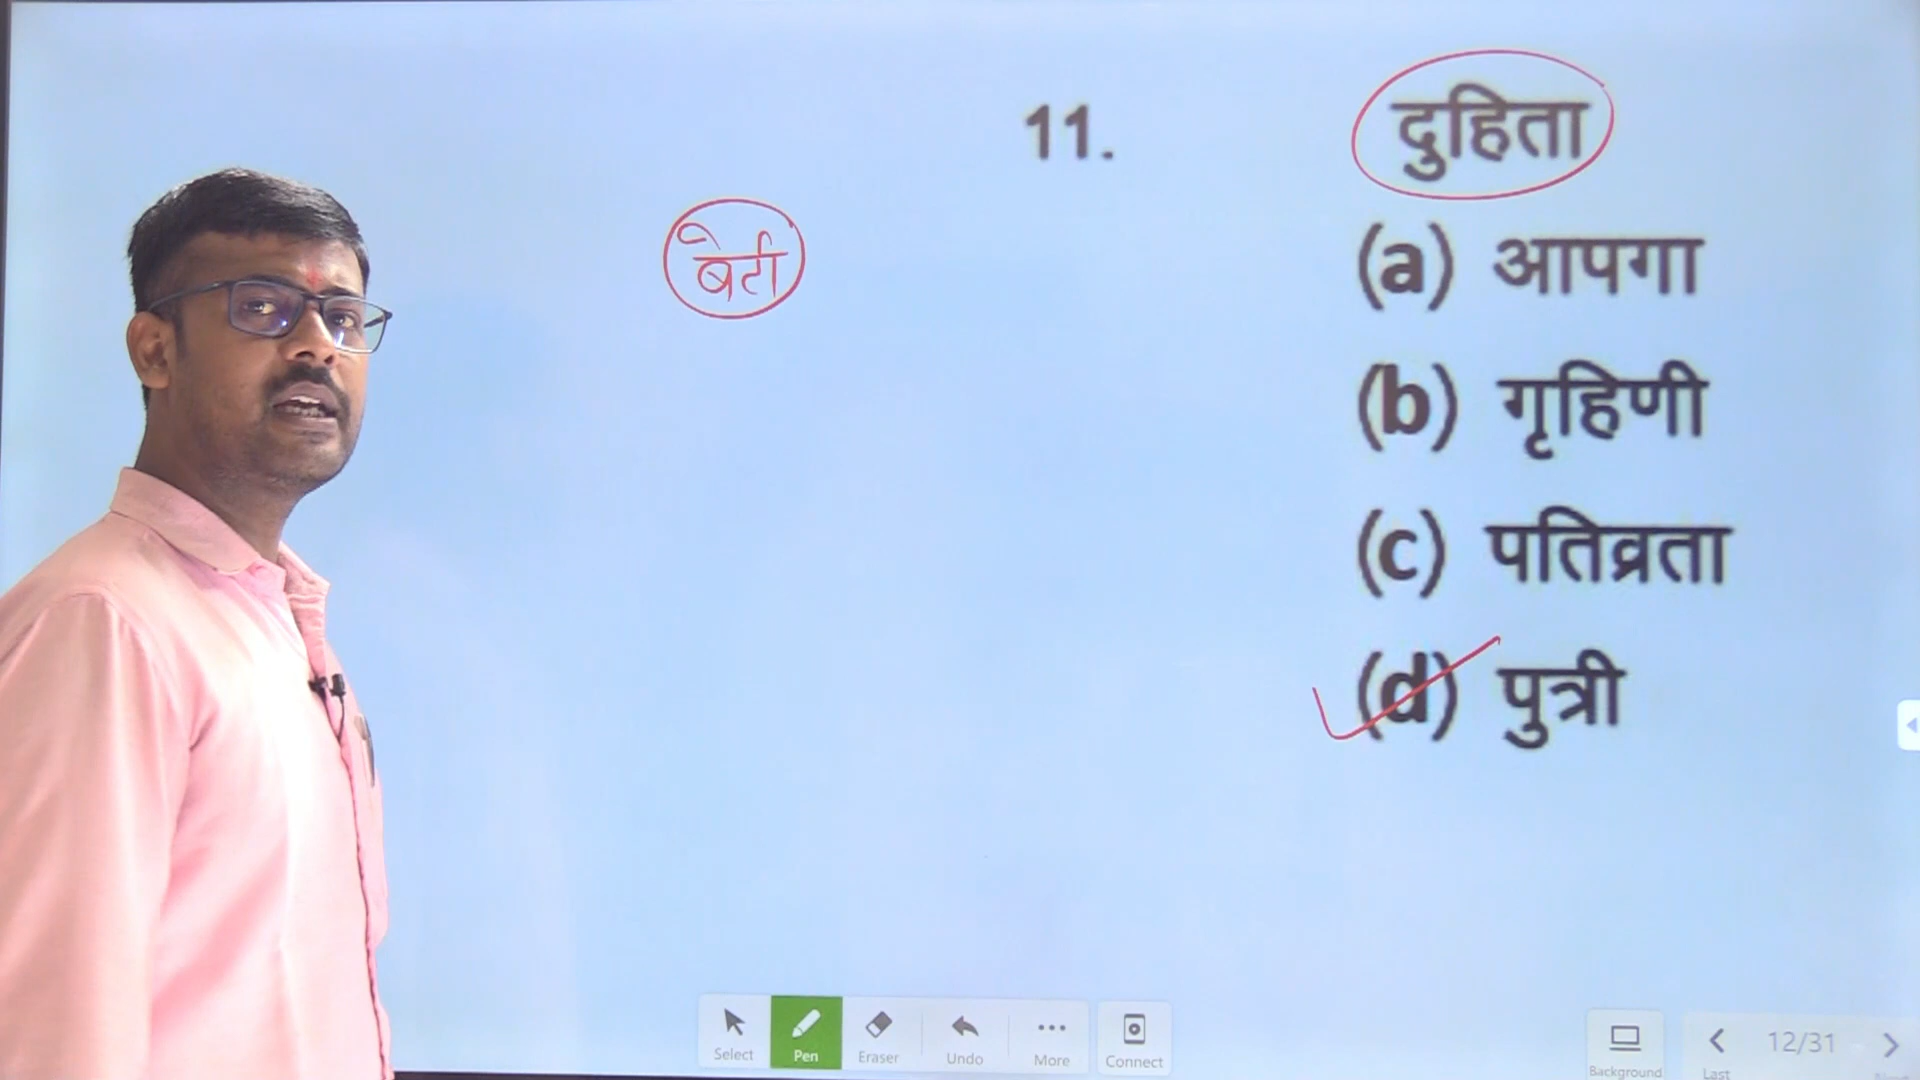 11. दुहिता
बेटी
(a) आपगा
(b) गृहिणी
(c) पतिव्रता
(d) पुत्री
Select Pen Eraser Undo More Connect
Background
Last
12/31